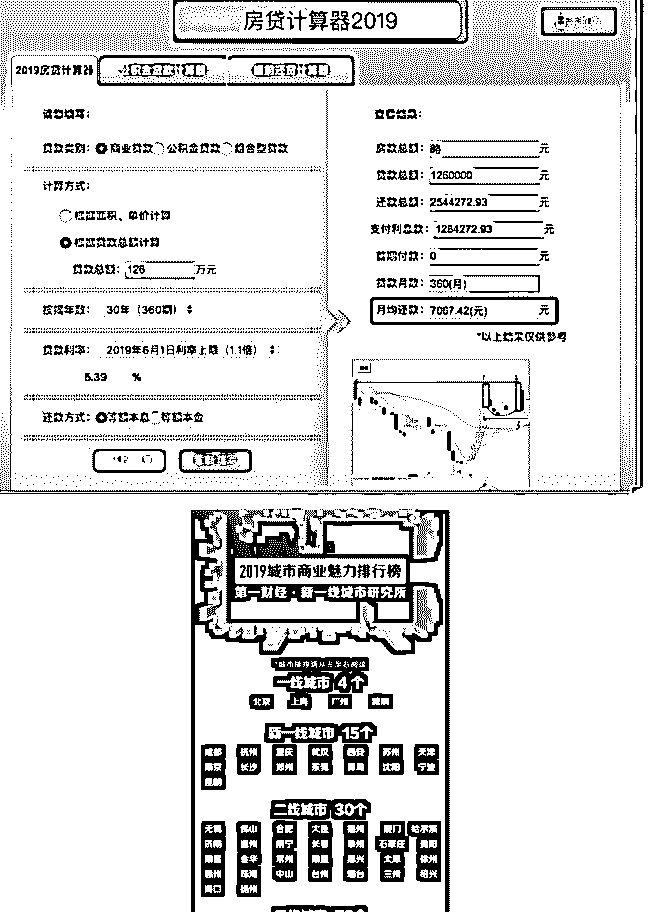 房贷计算器2019
2019房贷计算器 公积金贷款计算器 提前还贷计算器
请您填写:
贷款类别: 商业贷款 公积金贷款 组合型贷款
计算方式:
根据面积、单价计算
根据贷款总额计算
贷款总额: 126 万元
按揭年数: 30年(360期)
贷款利率: 2019年6月1日利率上限(1.1倍)
5.39 %
还款方式: 等额本息 等额本金
查看结果:
房款总额: 略 元
贷款总额: 1260000 元
还款总额: 2544272.93 元
支付利息款: 1284272.93 元
首期付款: 0 元
贷款月数: 360(月)
月均还款: 7067.42(元) 元
*以上结果仅供参考
2019城市商业魅力排行榜
第一财经·新一线城市研究所
一线城市 4个
北京 上海 广州 深圳
新一线城市 15个
成都 杭州 重庆 武汉 西安 苏州 天津
南京 长沙 郑州 东莞 青岛 沈阳 宁波
昆明
二线城市 30个
无锡 佛山 合肥 大连 福州 厦门 哈尔滨
济南 温州 南宁 长春 泉州 石家庄 贵阳
南昌 金华 常州 南通 嘉兴 太原 徐州
惠州 珠海 中山 台州 烟台 兰州 绍兴
海口 扬州